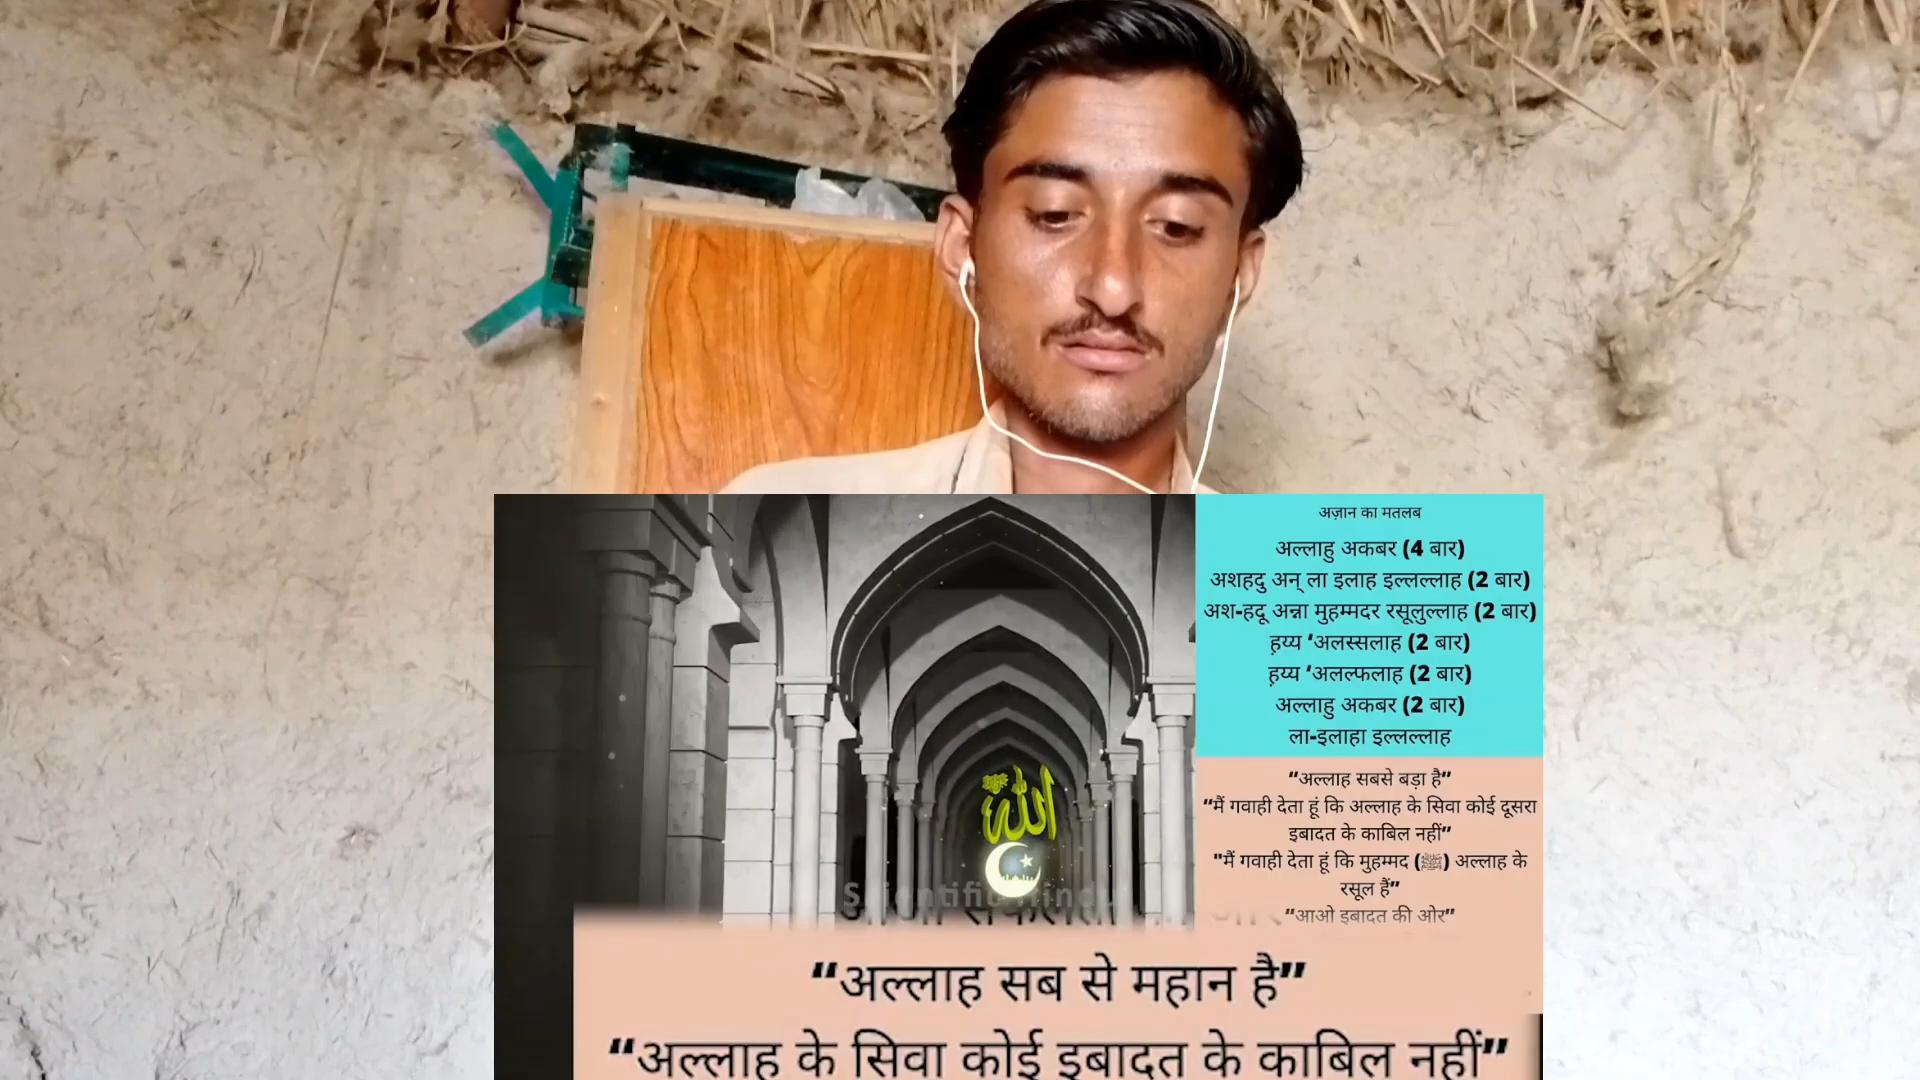 अज़ान का मतलब
अल्लाहु अकबर (4 बार)
अशहदु अन् ला इलाह इल्लल्लाह (2 बार)
अश-हदू अन्ना मुहम्मदर रसूलुल्लाह (2 बार)
ह़य्य ‘अलस्सलाह (2 बार)
ह़य्य ‘अलल्फलाह (2 बार)
अल्लाहु अकबर (2 बार)
ला-इलाहा इल्लल्लाह
“अल्लाह सबसे बड़ा है”
“मैं गवाही देता हूं कि अल्लाह के सिवा कोई दूसरा
इबादत के काबिल नहीं”
"मैं गवाही देता हूं कि मुहम्मद (ﷺ) अल्लाह के
रसूल हैं”
“आओ इबादत की ओर”
الله
“अल्लाह सब से महान है”
“अल्लाह के सिवा कोई इबादत के काबिल नहीं”